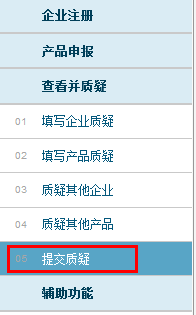 企业注册
产品申报
查看并质疑
01 填写企业质疑
02 填写产品质疑
03 质疑其他企业
04 质疑其他产品
05 提交质疑
辅助功能